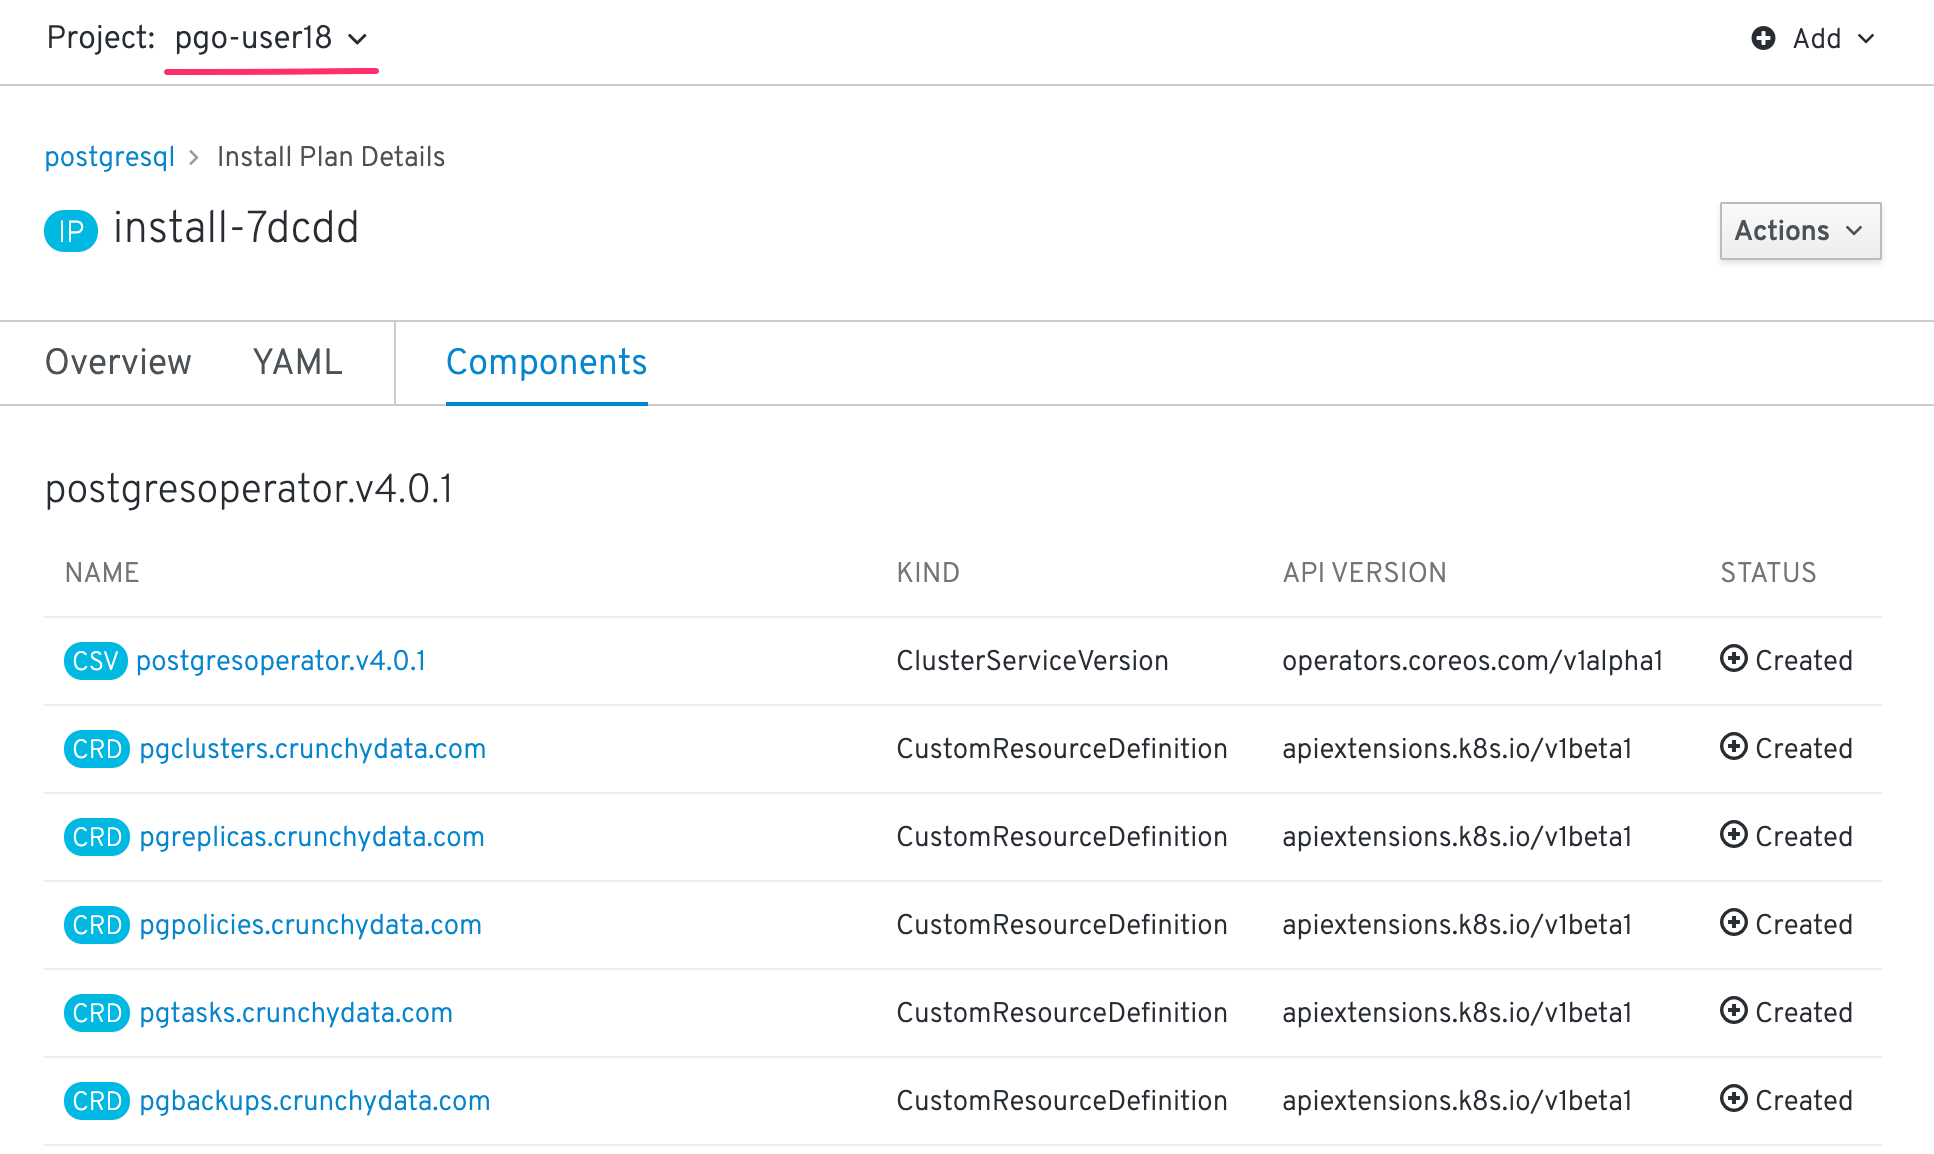 Project: pgo-user18 Add
postgresql > Install Plan Details
IP install-7dcdd
Actions
Overview YAML Components
postgresoperator.v4.0.1
NAME KIND API VERSION STATUS
CSV postgresoperator.v4.0.1 ClusterServiceVersion operators.coreos.com/v1alpha1 Created
CRD pgclusters.crunchydata.com CustomResourceDefinition apiextensions.k8s.io/v1beta1 Created
CRD pgreplicas.crunchydata.com CustomResourceDefinition apiextensions.k8s.io/v1beta1 Created
CRD pgpolicies.crunchydata.com CustomResourceDefinition apiextensions.k8s.io/v1beta1 Created
CRD pgtasks.crunchydata.com CustomResourceDefinition apiextensions.k8s.io/v1beta1 Created
CRD pgbackups.crunchydata.com CustomResourceDefinition apiextensions.k8s.io/v1beta1 Created